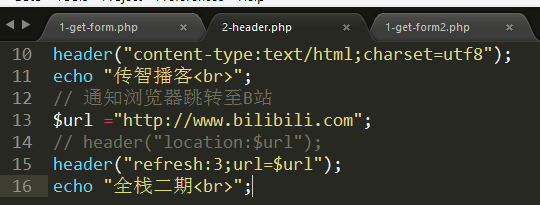 1-get-form.php × 2-header.php × 1-get-form2.php ×
10 header("content-type:text/html;charset=utf8");
11 echo "传智播客<br>";
12 // 通知浏览器跳转至B站
13 $url ="http://www.bilibili.com";
14 // header("location:$url");
15 header("refresh:3;url=$url");
16 echo "全栈二期<br>";